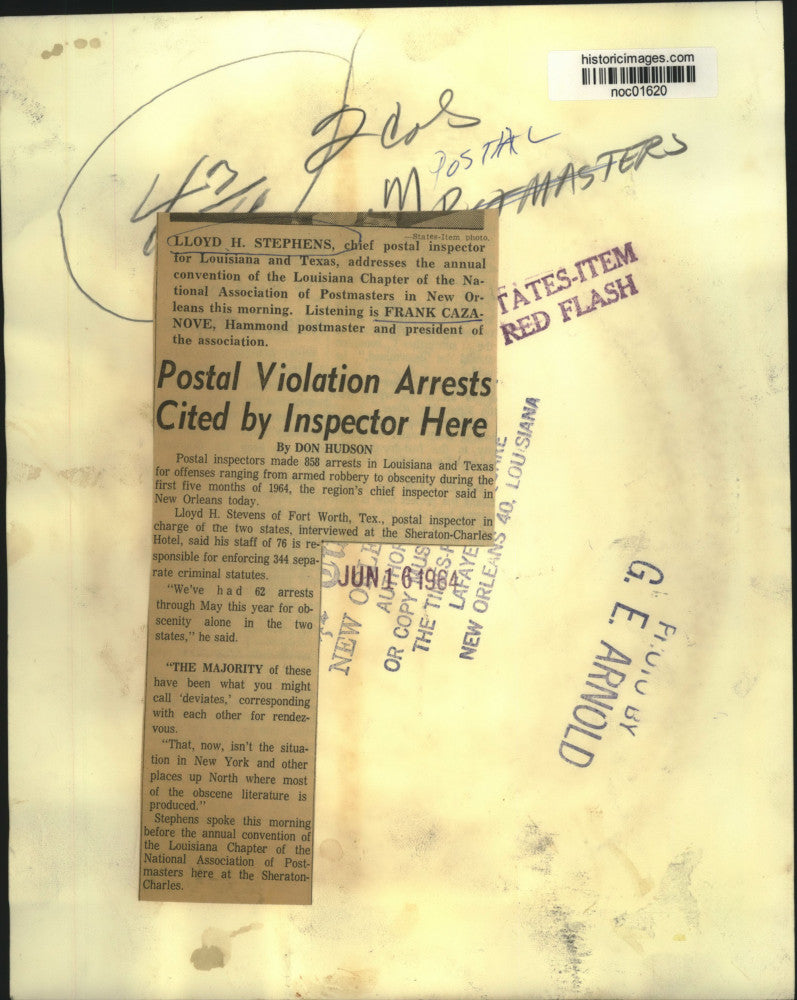 historicimages.com
noc01620
2 cols
POSTAL
POSTMASTERS
—States-Item photo.
LLOYD H. STEPHENS, chief postal inspector
for Louisiana and Texas, addresses the annual
convention of the Louisiana Chapter of the Na-
tional Association of Postmasters in New Or-
leans this morning. Listening is FRANK CAZA-
NOVE, Hammond postmaster and president of
the association.
Postal Violation Arrests
Cited by Inspector Here
By DON HUDSON
Postal inspectors made 858 arrests in Louisiana and Texas
for offenses ranging from armed robbery to obscenity during the
first five months of 1964, the region's chief inspector said in
New Orleans today.
Lloyd H. Stevens of Fort Worth, Tex., postal inspector in
charge of the two states, interviewed at the Sheraton-Charles
Hotel, said his staff of 76 is re-
sponsible for enforcing 344 sepa-
rate criminal statutes.
"We've had 62 arrests
through May this year for ob-
scenity alone in the two
states," he said.
"THE MAJORITY of these
have been what you might
call 'deviates,' corresponding
with each other for rendez-
vous.
"That, now, isn't the situa-
tion in New York and other
places up North where most
of the obscene literature is
produced."
Stephens spoke this morning
before the annual convention of
the Louisiana Chapter of the
National Association of Post-
masters here at the Sheraton-
Charles.
TATES-ITEM
RED FLASH
JUN 16 1964
NEW
OR COPY
THE
LAFAYE
NEW ORLEANS 40, LOUISIANA
PHOTO BY
G. E. ARNOLD